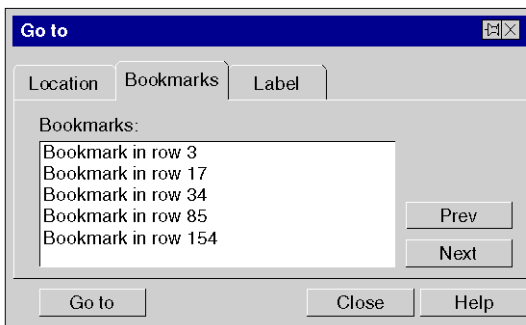 Go to
Location Bookmarks Label
Bookmarks:
Bookmark in row 3
Bookmark in row 17
Bookmark in row 34
Bookmark in row 85
Bookmark in row 154
Prev
Next
Go to Close Help